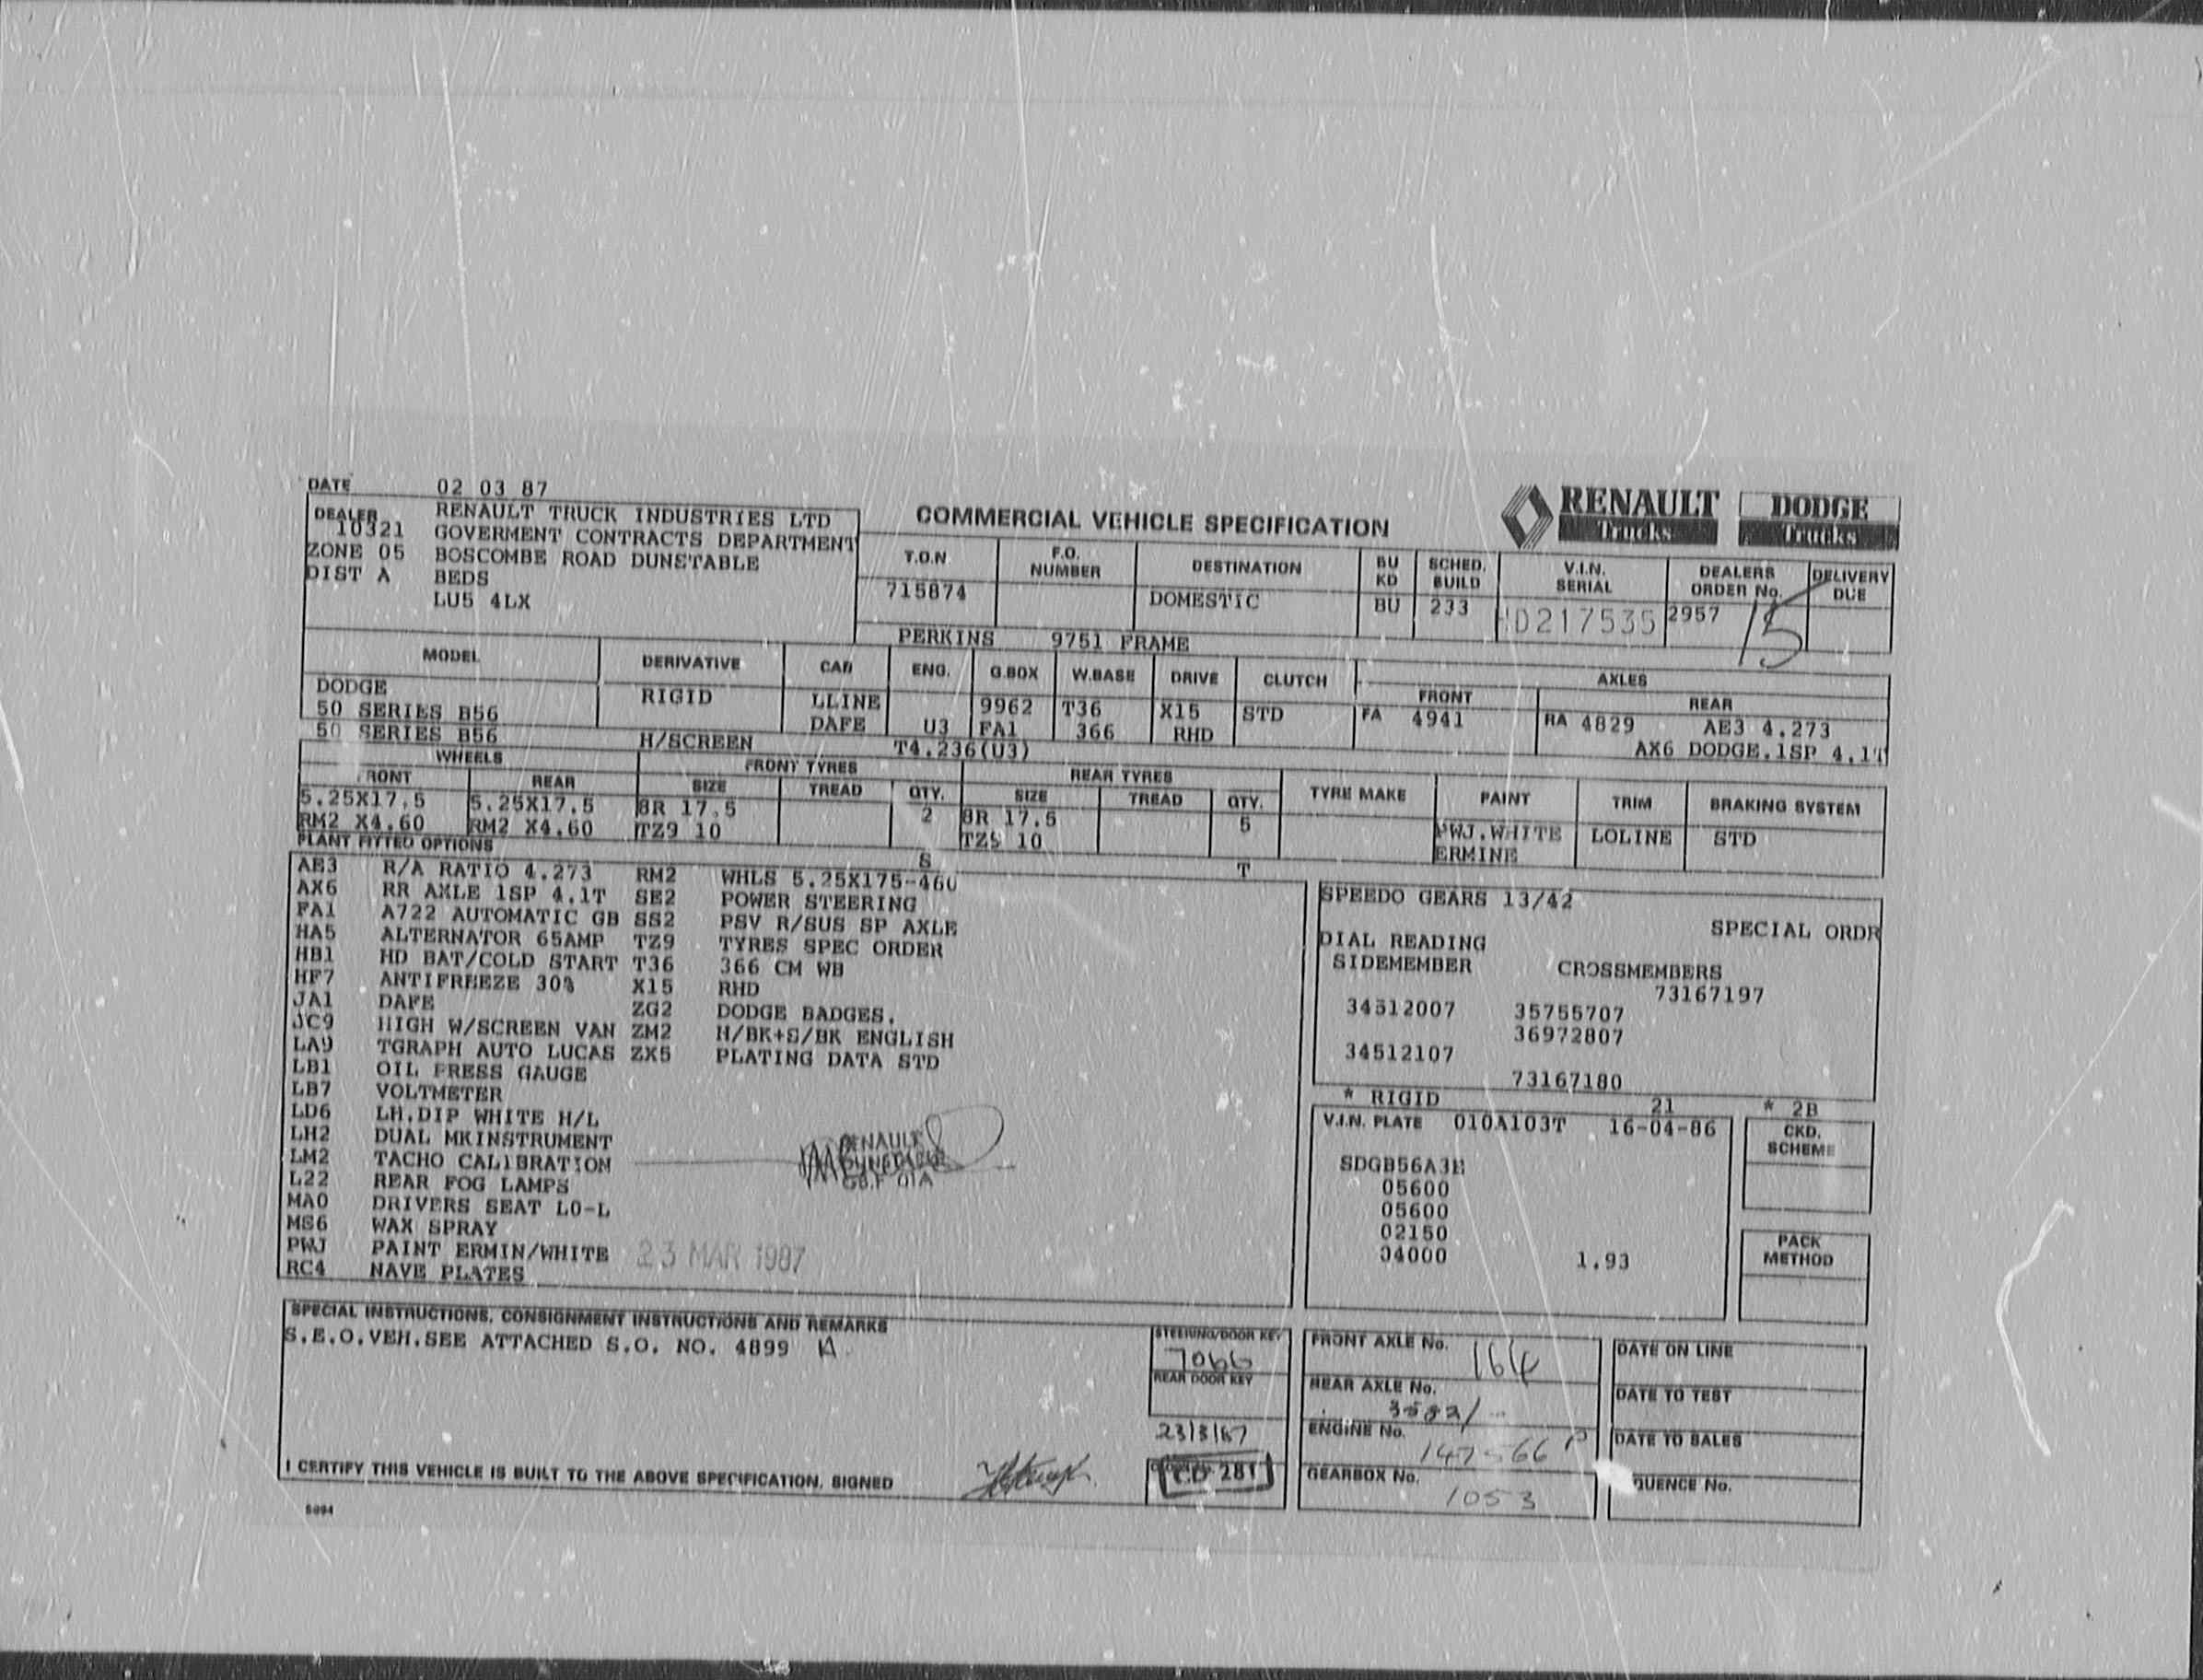 DATE 02 03 87
RENAULT Trucks DODGE Trucks
DEALER 10321 RENAULT TRUCK INDUSTRIES LTD
GOVERMENT CONTRACTS DEPARTMENT
ZONE 05 BOSCOMBE ROAD DUNSTABLE
DIST A BEDS
LU5 4LX
COMMERCIAL VEHICLE SPECIFICATION
T.O.N F.O. NUMBER DESTINATION BU KD SCHED. BUILD V.I.N. SERIAL DEALERS ORDER No. DELIVERY DUE
715874 DOMESTIC BU 233 HD217535 2957 15
PERKINS 9751 FRAME
MODEL DERIVATIVE CAB ENG. G.BOX W.BASE DRIVE CLUTCH AXLES
FRONT REAR
DODGE RIGID LLINE 9962 T36 X15 STD FA 4941 RA 4829 AE3 4.273
50 SERIES B56 DAFE U3 FA1 366 RHD AX6 DODGE.1SP 4.1T
50 SERIES B56 H/SCREEN T4.236(U3)
WHEELS FRONT TYRES REAR TYRES TYRE MAKE PAINT TRIM BRAKING SYSTEM
FRONT REAR SIZE TREAD QTY. SIZE TREAD QTY.
5.25X17.5 5.25X17.5 8R 17.5 2 8R 17.5 5 PWJ.WHITE LOLINE STD
RM2 X4.60 RM2 X4.60 TZ9 10 TZ9 10 ERMINE
PLANT FITTED OPTIONS S T
AE3 R/A RATIO 4.273 RM2 WHLS 5.25X175-460
AX6 RR AXLE 1SP 4.1T SE2 POWER STEERING
FA1 A722 AUTOMATIC GB SS2 PSV R/SUS SP AXLE
HA5 ALTERNATOR 65AMP TZ9 TYRES SPEC ORDER
HB1 HD BAT/COLD START T36 366 CM WB
HF7 ANTIFREEZE 30% X15 RHD
JA1 DAFE ZG2 DODGE BADGES.
JC9 HIGH W/SCREEN VAN ZM2 H/BK+S/BK ENGLISH
LA9 TGRAPH AUTO LUCAS ZX5 PLATING DATA STD
LB1 OIL PRESS GAUGE
LB7 VOLTMETER
LD6 LH.DIP WHITE H/L
LH2 DUAL MKINSTRUMENT
LM2 TACHO CALIBRATION
L22 REAR FOG LAMPS
MA0 DRIVERS SEAT LO-L
MS6 WAX SPRAY
PWJ PAINT ERMIN/WHITE 23 MAR 1987
RC4 NAVE PLATES
RENAULT
DUNSTABLE
SPEEDO GEARS 13/42
SPECIAL ORDR
DIAL READING
SIDEMEMBER CROSSMEMBERS
73167197
34512007 35755707
36972807
34512107
73167180
* RIGID 21 * 2B
V.I.N. PLATE 010A103T 16-04-86
CKD. SCHEME
SDGB56A3H
05600
05600
02150
04000 1.93
PACK METHOD
SPECIAL INSTRUCTIONS, CONSIGNMENT INSTRUCTIONS AND REMARKS
S.E.O.VEH.SEE ATTACHED S.O. NO. 4899 A.
STEERING/DOOR KEY
7066
REAR DOOR KEY
23/3/87
CD 281
FRONT AXLE No. 164
REAR AXLE No. 3582/
ENGINE No. 147566P
GEARBOX No. 1053
DATE ON LINE
DATE TO TEST
DATE TO SALES
QUENCE No.
I CERTIFY THIS VEHICLE IS BUILT TO THE ABOVE SPECIFICATION. SIGNED
5094